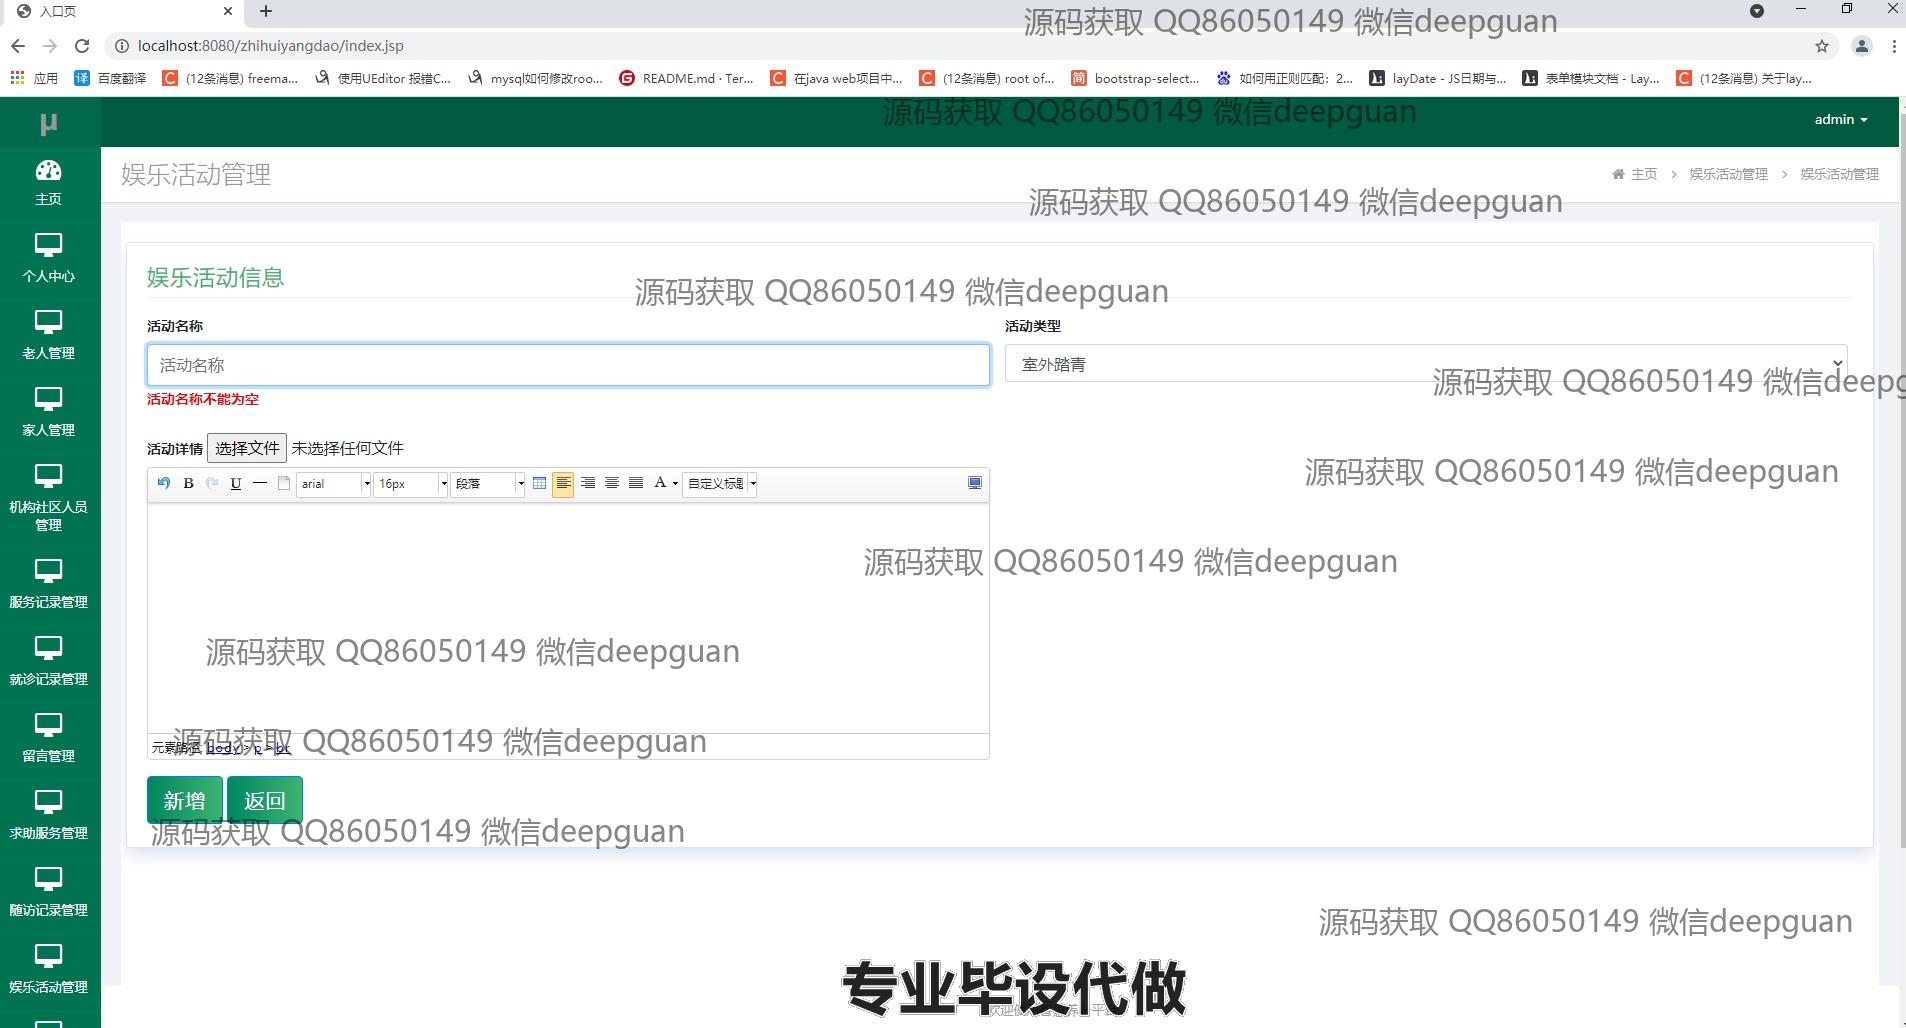 入口页
源码获取 QQ86050149 微信deepguan
localhost:8080/zhihuiyangdao/index.jsp
应用 百度翻译 (12条消息) freema... 使用UEditor 报错C... mysql如何修改roo... README.md · Ter... 在java web项目中... (12条消息) root of... bootstrap-select... 如何用正则匹配：2... layDate - JS日期与... 表单模块文档 - Lay... (12条消息) 关于lay...
μ
源码获取 QQ86050149 微信deepguan
admin
主页
娱乐活动管理
主页 > 娱乐活动管理 > 娱乐活动管理
源码获取 QQ86050149 微信deepguan
个人中心
娱乐活动信息
源码获取 QQ86050149 微信deepguan
活动名称
活动类型
老人管理
活动名称
室外踏青
源码获取 QQ86050149 微信deepg
活动名称不能为空
家人管理
活动详情 选择文件 未选择任何文件
源码获取 QQ86050149 微信deepguan
B U arial 16px 段落 A 自定义标题
机构社区人员
管理
源码获取 QQ86050149 微信deepguan
服务记录管理
源码获取 QQ86050149 微信deepguan
就诊记录管理
源码获取 QQ86050149 微信deepguan
元素路径: body > p > br
留言管理
新增 返回
源码获取 QQ86050149 微信deepguan
求助服务管理
随访记录管理
源码获取 QQ86050149 微信deepguan
娱乐活动管理
专业毕设代做